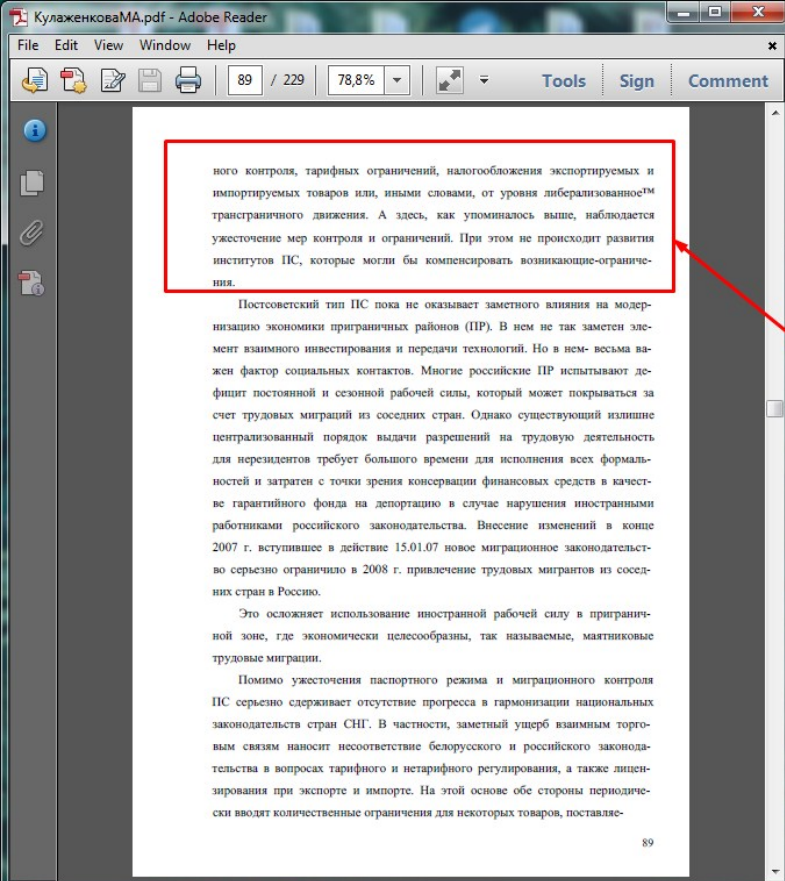 КулаженковаМА.pdf - Adobe Reader
File Edit View Window Help
89 / 229 78,8% Tools Sign Comment
ного контроля, тарифных ограничений, налогообложения экспортируемых и
импортируемых товаров или, иными словами, от уровня либерализованное™
трансграничного движения. А здесь, как упоминалось выше, наблюдается
ужесточение мер контроля и ограничений. При этом не происходит развития
институтов ПС, которые могли бы компенсировать возникающие-ограниче-
ния.
Постсоветский тип ПС пока не оказывает заметного влияния на модер-
низацию экономики приграничных районов (ПР). В нем не так заметен эле-
мент взаимного инвестирования и передачи технологий. Но в нем- весьма ва-
жен фактор социальных контактов. Многие российские ПР испытывают де-
фицит постоянной и сезонной рабочей силы, который может покрываться за
счет трудовых миграций из соседних стран. Однако существующий излишне
централизованный порядок выдачи разрешений на трудовую деятельность
для нерезидентов требует большого времени для исполнения всех формаль-
ностей и затратен с точки зрения консервации финансовых средств в качест-
ве гарантийного фонда на депортацию в случае нарушения иностранными
работниками российского законодательства. Внесение изменений в конце
2007 г. вступившее в действие 15.01.07 новое миграционное законодательст-
во серьезно ограничило в 2008 г. привлечение трудовых мигрантов из сосед-
них стран в Россию.
Это осложняет использование иностранной рабочей силу в пригранич-
ной зоне, где экономически целесообразны, так называемые, маятниковые
трудовые миграции.
Помимо ужесточения паспортного режима и миграционного контроля
ПС серьезно сдерживает отсутствие прогресса в гармонизации национальных
законодательств стран СНГ. В частности, заметный ущерб взаимным торго-
вым связям наносит несоответствие белорусского и российского законода-
тельства в вопросах тарифного и нетарифного регулирования, а также лицен-
зирования при экспорте и импорте. На этой основе обе стороны периодиче-
ски вводят количественные ограничения для некоторых товаров, поставляе-
89